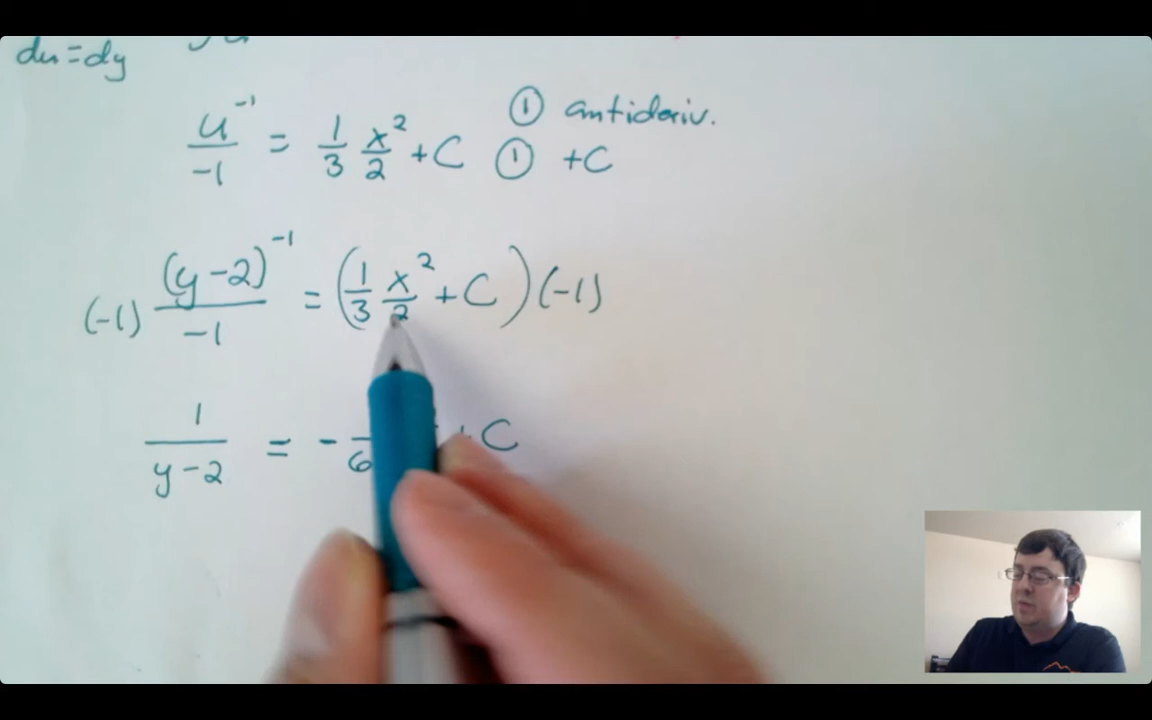 du = dy
u^-1 / -1 = 1/3 x^2/2 + C ① antideriv.
① +C
(-1) (y-2)^-1 / -1 = (1/3 x^2/2 + C)(-1)
1 / y-2 = - /6 + C